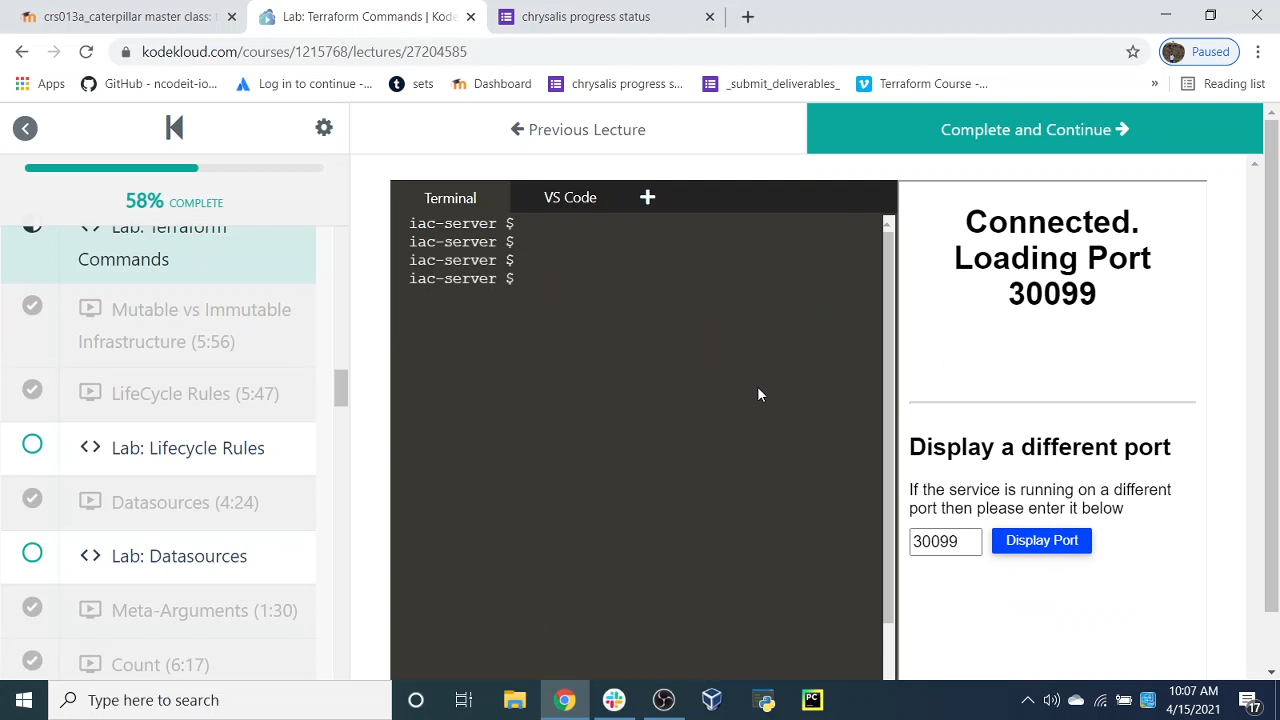 crs013a_caterpillar master class: t
Lab: Terraform Commands | Kode
chrysalis progress status
kodekloud.com/courses/1215768/lectures/27204585
Paused
Apps
GitHub - ncodeit-io...
Log in to continue -...
sets
Dashboard
chrysalis progress s...
_submit_deliverables_
Terraform Course -...
»
Reading list
Previous Lecture
Complete and Continue
58% COMPLETE
Lab: Terraform
Commands
Mutable vs Immutable
Infrastructure (5:56)
LifeCycle Rules (5:47)
Lab: Lifecycle Rules
Datasources (4:24)
Lab: Datasources
Meta-Arguments (1:30)
Count (6:17)
Terminal
VS Code
iac-server $
iac-server $
iac-server $
iac-server $
Connected.
Loading Port
30099
Display a different port
If the service is running on a different
port then please enter it below
30099
Display Port
Type here to search
10:07 AM
4/15/2021
17